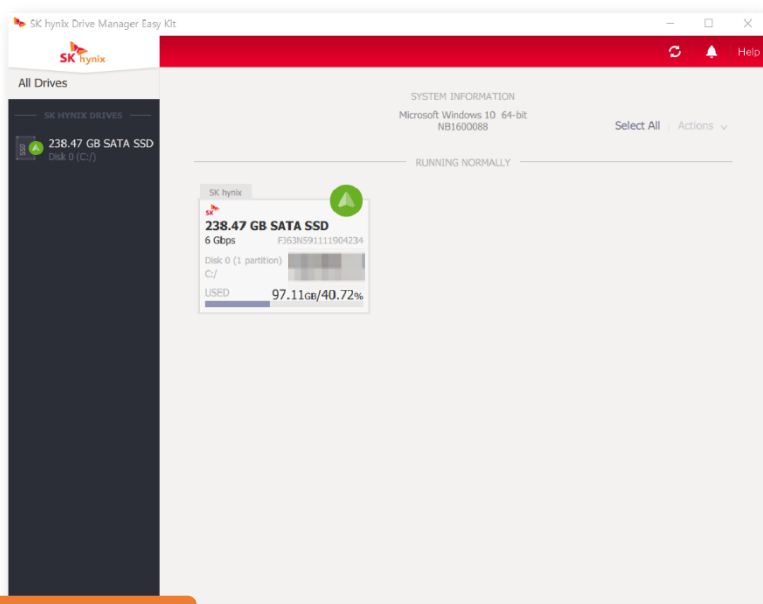 SK hynix Drive Manager Easy Kit
SK hynix
Help
All Drives
SK HYNIX DRIVES
SSD
238.47 GB SATA SSD
Disk 0 (C:/)
SYSTEM INFORMATION
Microsoft Windows 10 64-bit
NB1600088
Select All | Actions
RUNNING NORMALLY
SK hynix
SK
238.47 GB SATA SSD
6 Gbps FJ63N591111904234
Disk 0 (1 partition)
C:/
USED 97.11GB/40.72%